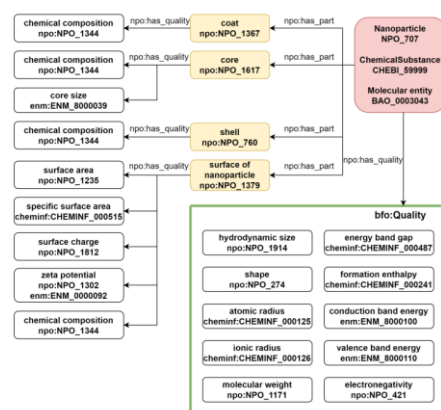 chemical composition
npo:NPO_1344
npo:has_quality
coat
npo:NPO_1367
npo:has_part
Nanoparticle
NPO_707
ChemicalSubstance
CHEBI_59999
Molecular entity
BAO_0003043
chemical composition
npo:NPO_1344
npo:has_quality
core
npo:NPO_1617
npo:has_part
core size
enm:ENM_8000039
chemical composition
npo:NPO_1344
npo:has_quality
shell
npo:NPO_760
npo:has_part
npo:has_quality
surface area
npo:NPO_1235
npo:has_quality
surface of
nanoparticle
npo:NPO_1379
npo:has_part
specific surface area
cheminf:CHEMINF_000515
surface charge
npo:NPO_1812
zeta potential
npo:NPO_1302
enm:ENM_0000092
chemical composition
npo:NPO_1344
bfo:Quality
hydrodynamic size
npo:NPO_1914
energy band gap
cheminf:CHEMINF_000487
shape
npo:NPO_274
formation enthalpy
cheminf:CHEMINF_000241
atomic radius
cheminf:CHEMINF_000125
conduction band energy
enm:ENM_8000100
ionic radius
cheminf:CHEMINF_000126
valence band energy
enm:ENM_8000110
molecular weight
npo:NPO_1171
electronegativity
npo:NPO_421